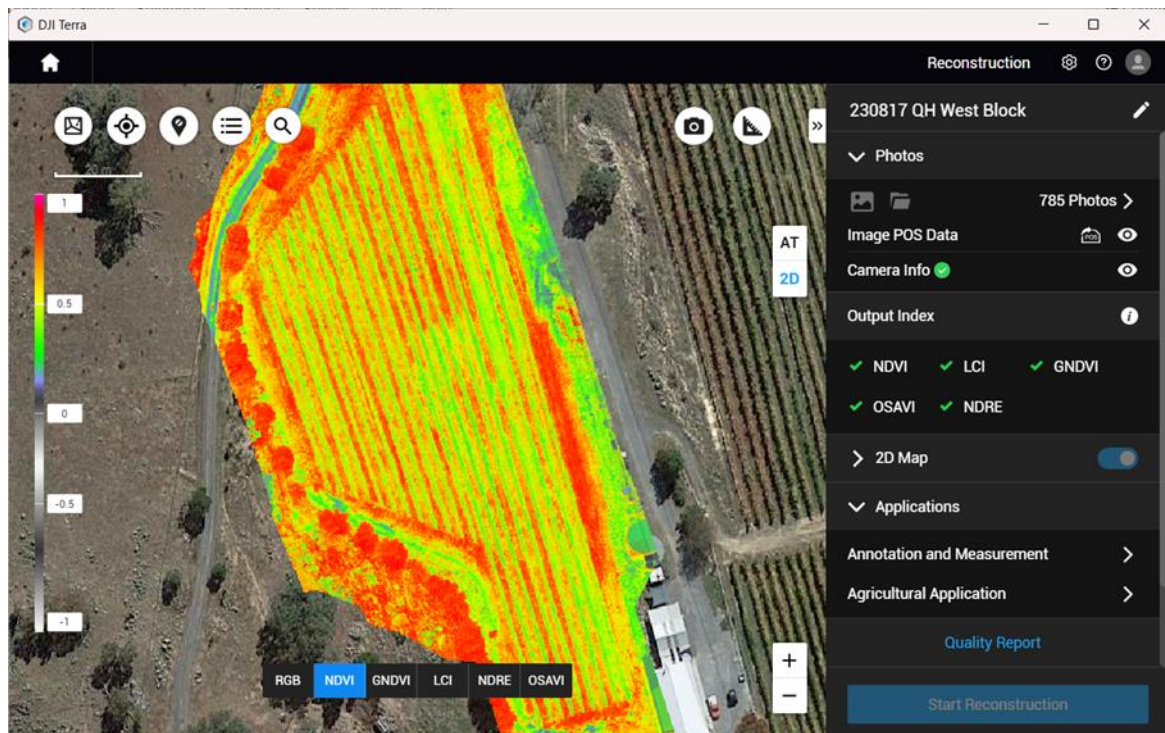 DJI Terra
Reconstruction
20 m
1
0.5
0
-0.5
-1
AT
2D
RGB NDVI GNDVI LCI NDRE OSAVI
230817 QH West Block
Photos
785 Photos
Image POS Data
POS
Camera Info
Output Index
NDVI LCI GNDVI
OSAVI NDRE
2D Map
Applications
Annotation and Measurement
Agricultural Application
Quality Report
Start Reconstruction